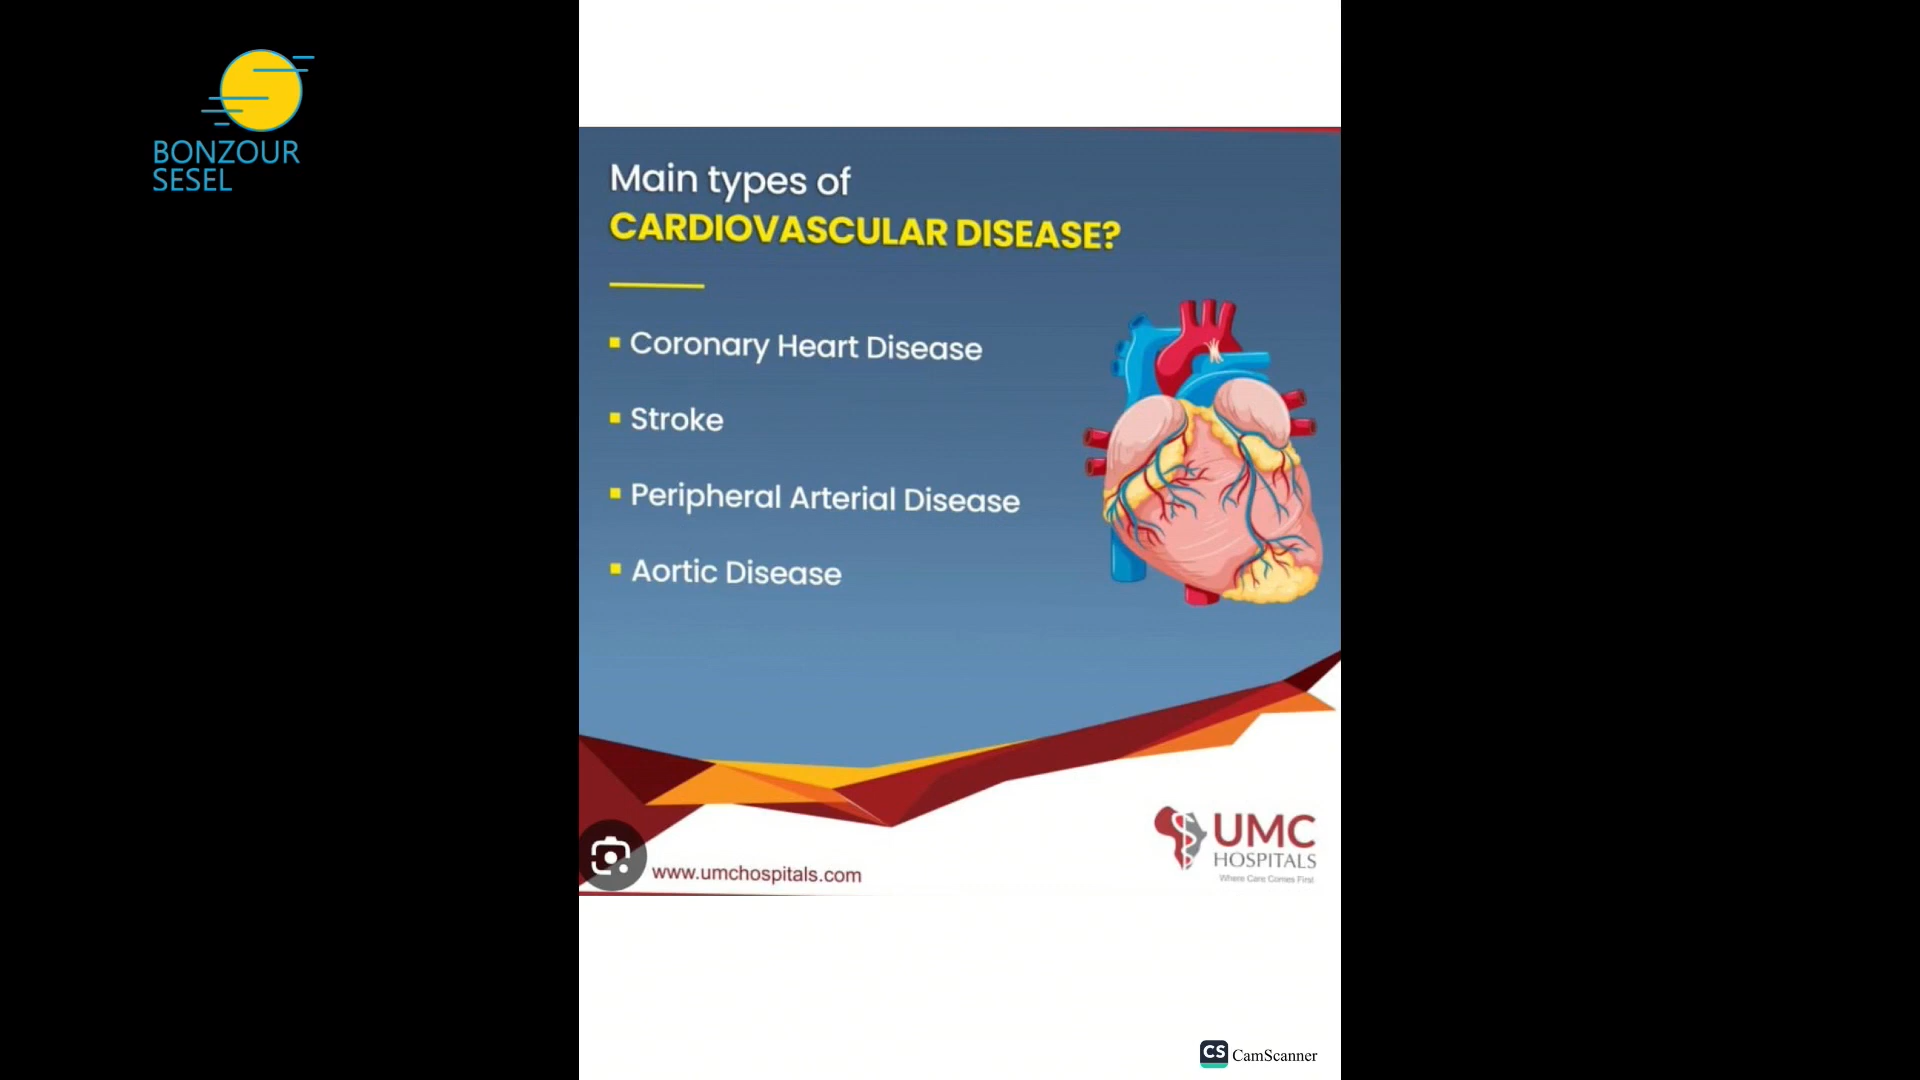 BONZOUR
SESEL
Main types of
CARDIOVASCULAR DISEASE?
Coronary Heart Disease
Stroke
Peripheral Arterial Disease
Aortic Disease
www.umchospitals.com
UMC
HOSPITALS
Where Care Comes First
CS CamScanner